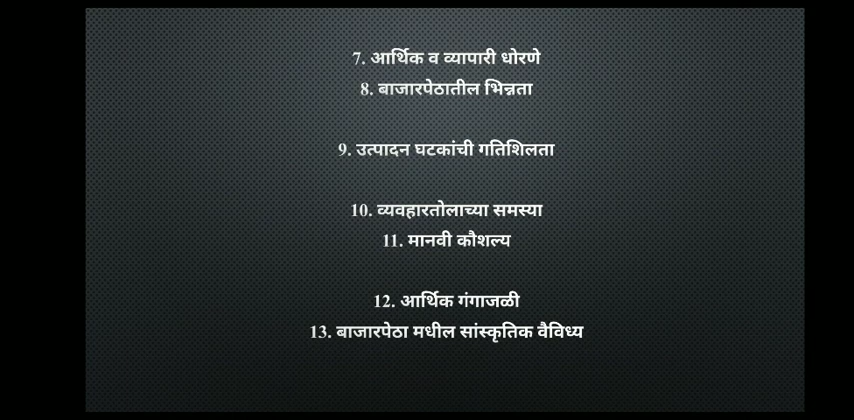 7. आर्थिक व व्यापारी धोरणे
8. बाजारपेठातील भिन्नता
9. उत्पादन घटकांची गतिशिलता
10. व्यवहारतोलाच्या समस्या
11. मानवी कौशल्य
12. आर्थिक गंगाजळी
13. बाजारपेठा मधील सांस्कृतिक वैविध्य